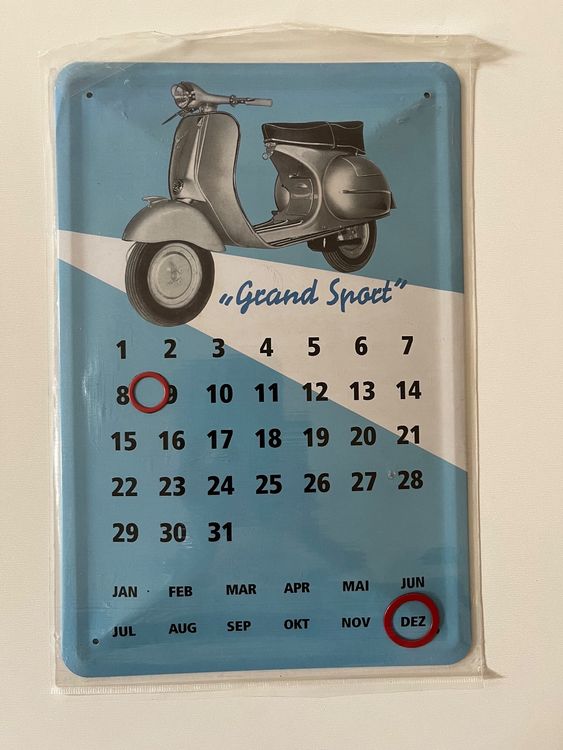 „Grand Sport"
1 2 3 4 5 6 7
8 9 10 11 12 13 14
15 16 17 18 19 20 21
22 23 24 25 26 27 28
29 30 31
JAN FEB MAR APR MAI JUN
JUL AUG SEP OKT NOV DEZ